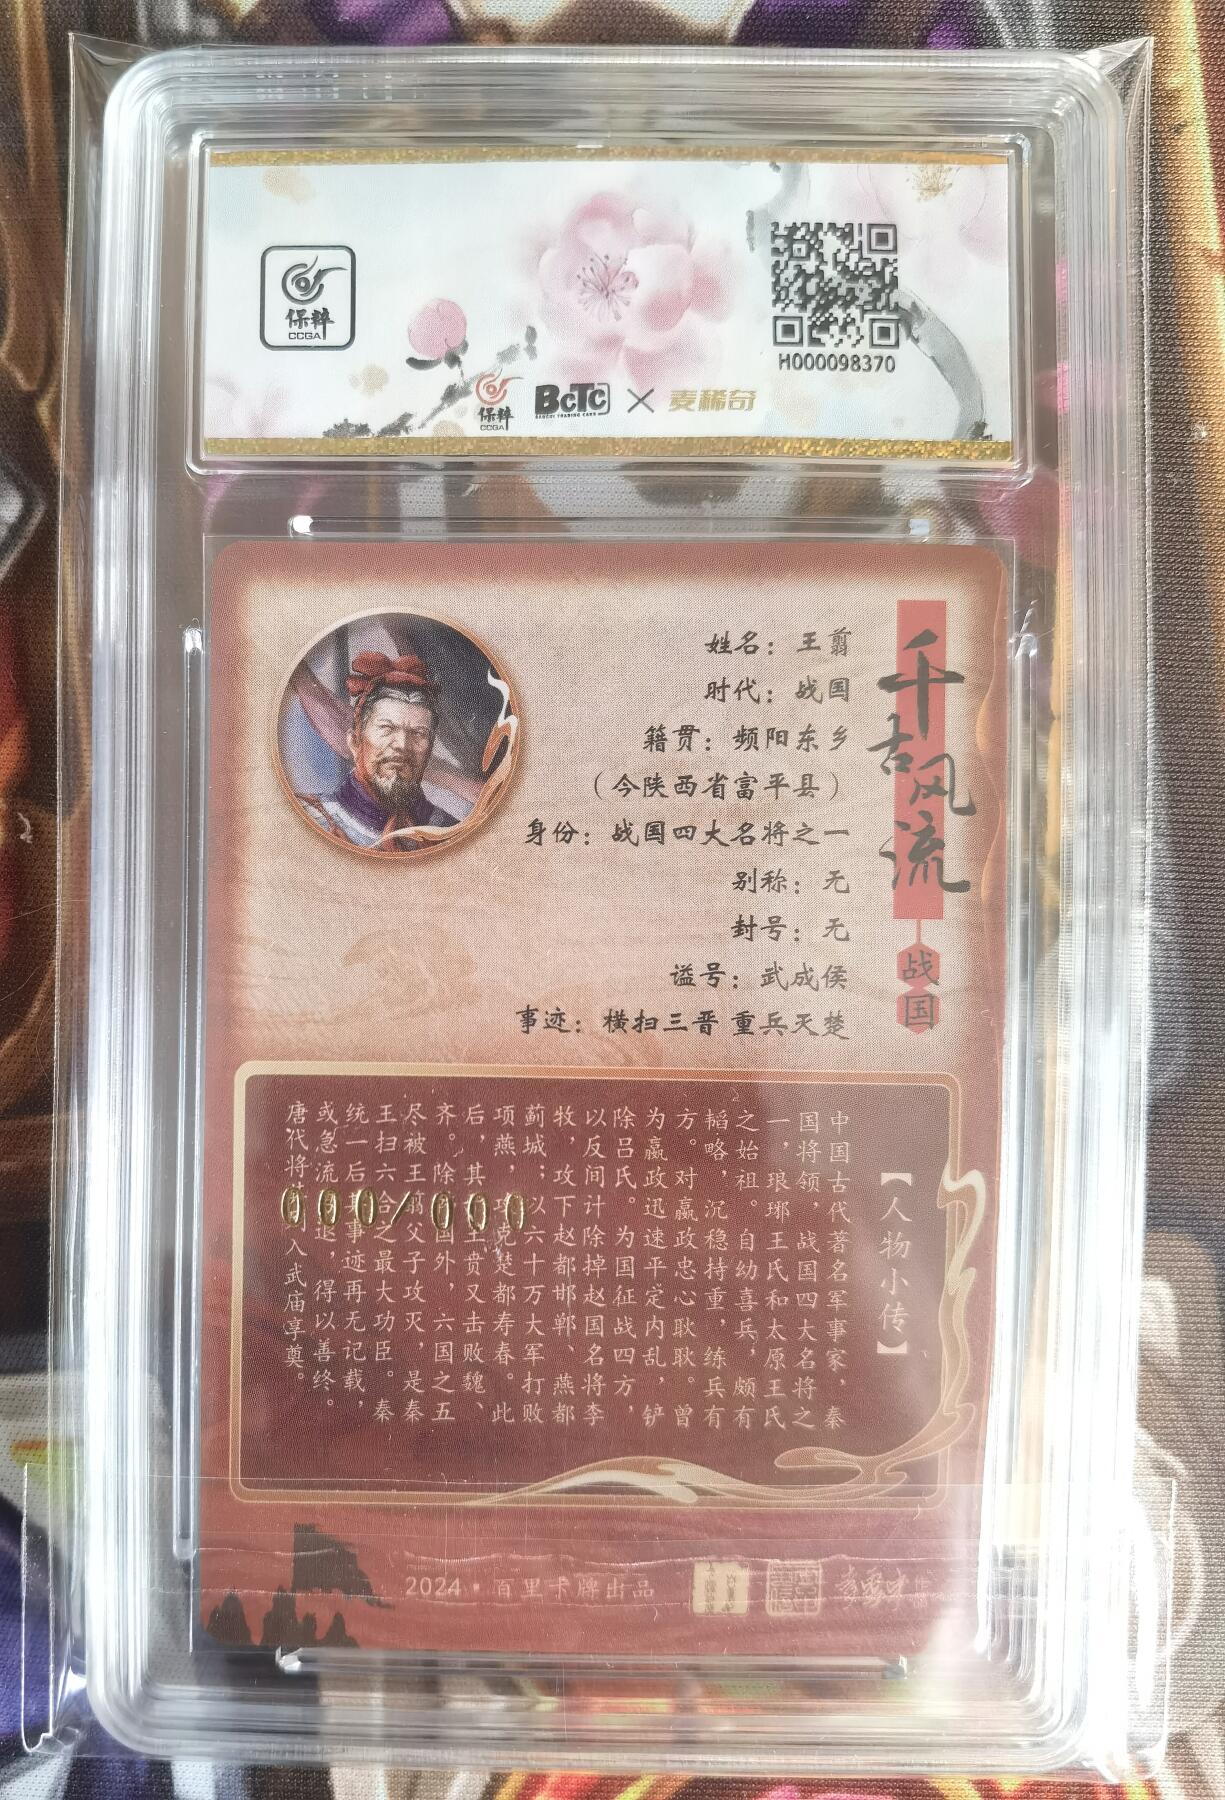 保粹
CCGA
H000098370
保粹
CCGA
BCTC
BAROQUE TRADING CARDS
×
麦稀奇
千古风流
战国
姓名：王翦
时代：战国
籍贯：频阳东乡
（今陕西省富平县）
身份：战国四大名将之一
别称：无
封号：无
谥号：武成侯
事迹：横扫三晋 重兵灭楚
【人物小传】
中国古代著名军事家，秦
国将领，战国四大名将之
一，琅琊王氏和太原王氏
之始祖。自幼喜兵，颇有
韬略，沉稳持重，练兵有
方。对嬴政忠心耿耿。曾
为嬴政迅速平定内乱，铲
除吕氏。为国征战四方，
以反间计除掉赵国名将李
牧，攻下赵都邯郸、燕都
蓟城；以六十万大军打败
项燕，攻克楚都寿春。此
后，其子王贲又击败魏、
齐。除韩国外，六国之五
尽被王翦父子攻灭，是秦
王扫六合之最大功臣。秦
统一后其事迹再无记载，
或急流勇退，得以善终。
唐代将其列入武庙享奠。
000/000
2024·百里卡牌出品